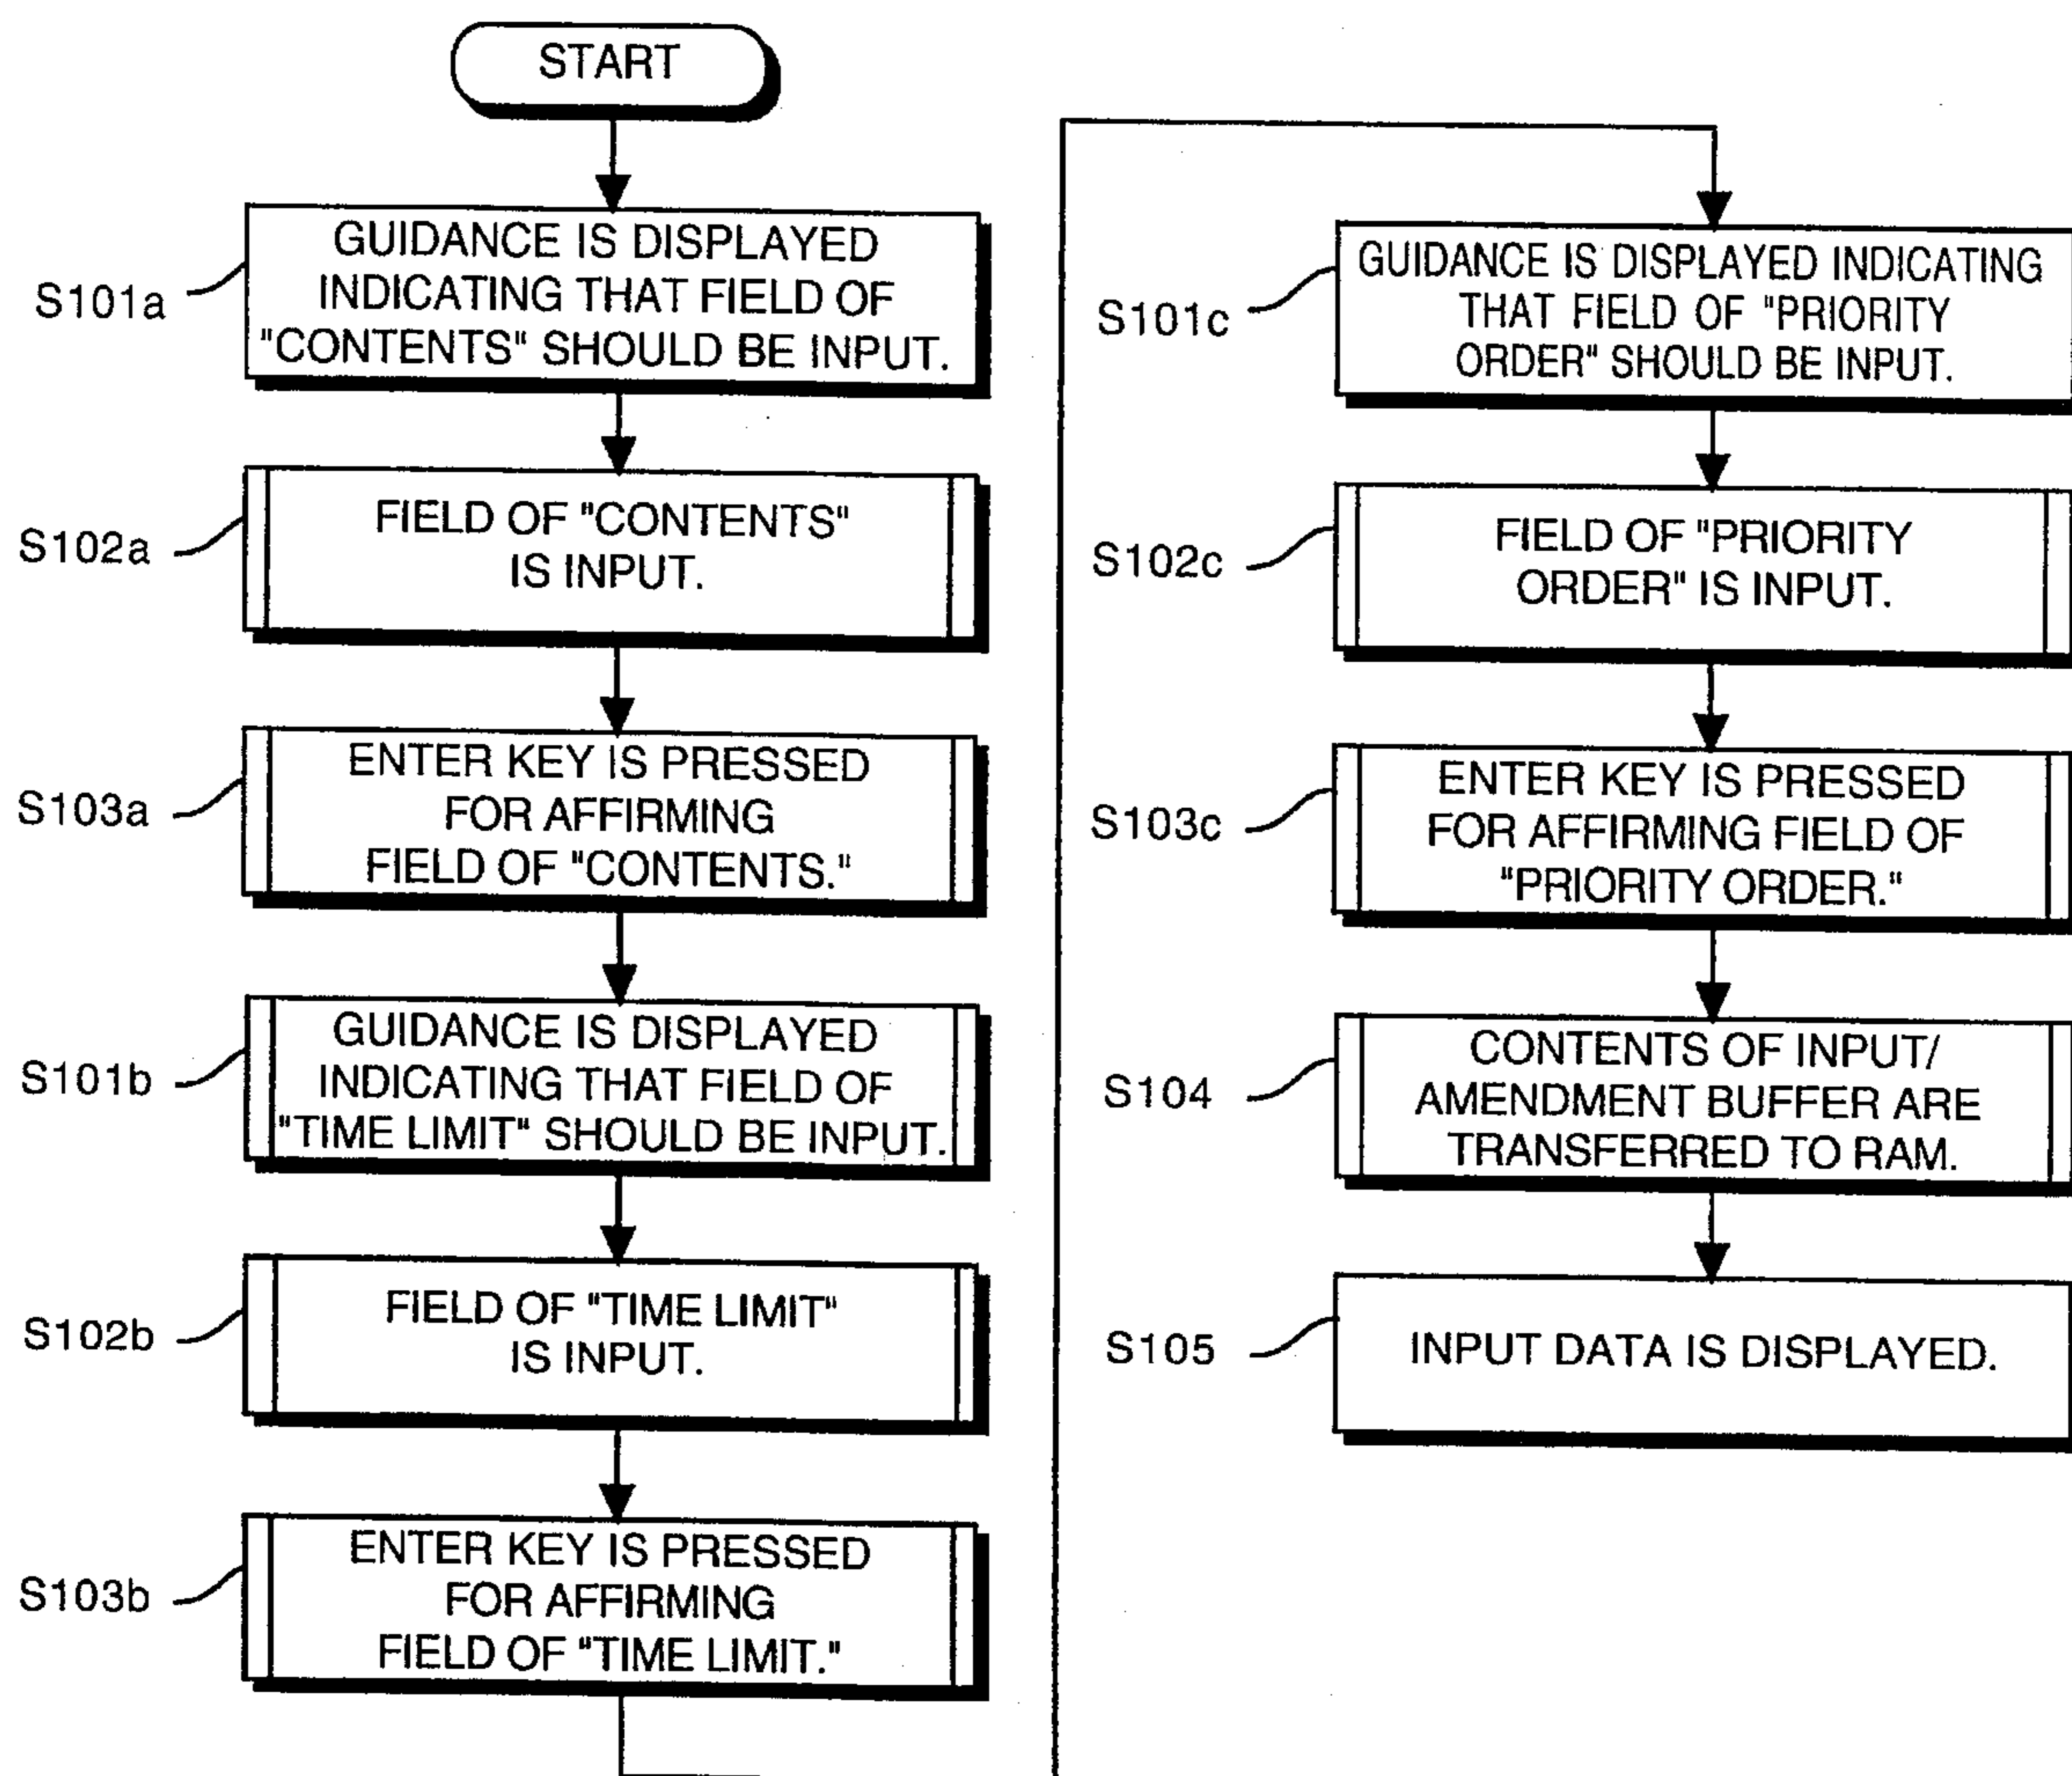 START
S101a
GUIDANCE IS DISPLAYED
INDICATING THAT FIELD OF
"CONTENTS" SHOULD BE INPUT.
S102a
FIELD OF "CONTENTS"
IS INPUT.
S103a
ENTER KEY IS PRESSED
FOR AFFIRMING
FIELD OF "CONTENTS."
S101b
GUIDANCE IS DISPLAYED
INDICATING THAT FIELD OF
"TIME LIMIT" SHOULD BE INPUT.
S102b
FIELD OF "TIME LIMIT"
IS INPUT.
S103b
ENTER KEY IS PRESSED
FOR AFFIRMING
FIELD OF "TIME LIMIT."
S101c
GUIDANCE IS DISPLAYED INDICATING
THAT FIELD OF "PRIORITY
ORDER" SHOULD BE INPUT.
S102c
FIELD OF "PRIORITY
ORDER" IS INPUT.
S103c
ENTER KEY IS PRESSED
FOR AFFIRMING FIELD OF
"PRIORITY ORDER."
S104
CONTENTS OF INPUT/
AMENDMENT BUFFER ARE
TRANSFERRED TO RAM.
S105
INPUT DATA IS DISPLAYED.